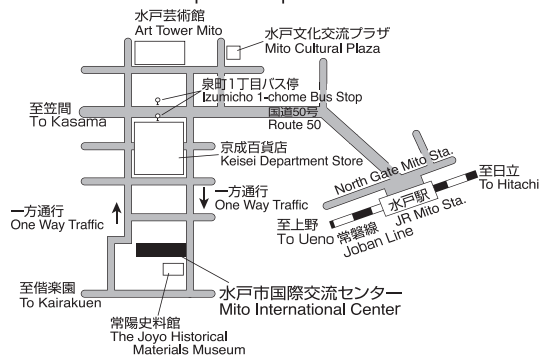 水戸芸術館
Art Tower Mito
水戸文化交流プラザ
Mito Cultural Plaza
泉町1丁目バス停
Izumicho 1-chome Bus Stop
至笠間
To Kasama
国道50号
Route 50
京成百貨店
Keisei Department Store
North Gate Mito Sta.
至日立
To Hitachi
水戸駅
JR Mito Sta.
一方通行
One Way Traffic
一方通行
One Way Traffic
至上野
To Ueno
常磐線
Joban Line
至偕楽園
To Kairakuen
水戸市国際交流センター
Mito International Center
常陽史料館
The Joyo Historical
Materials Museum